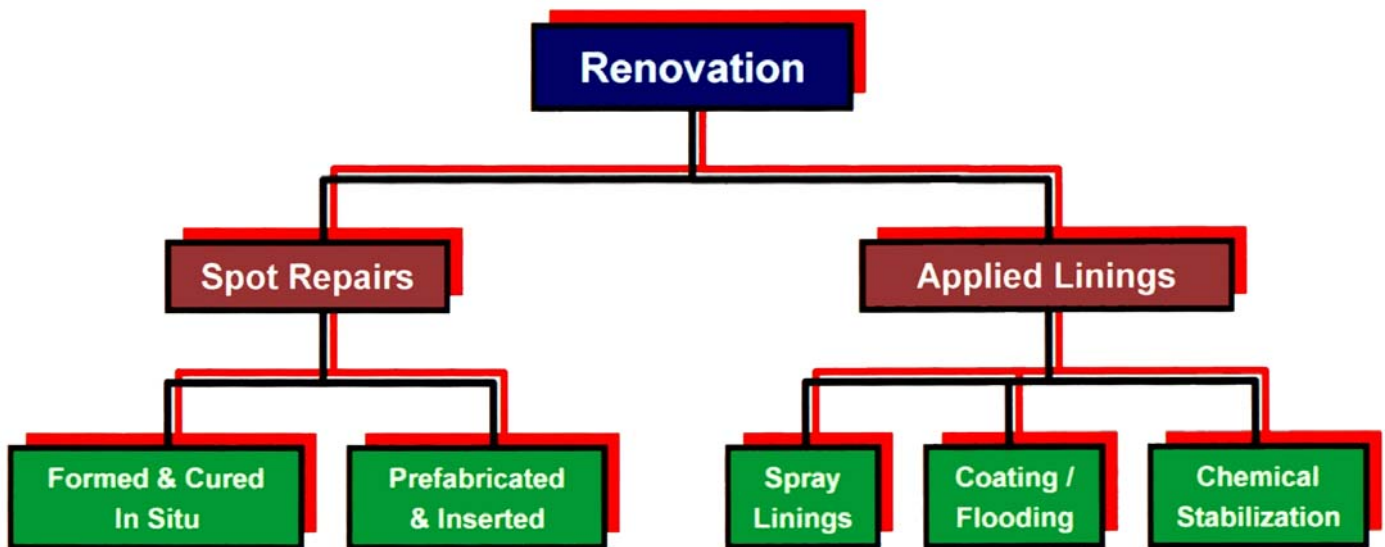 Renovation
Spot Repairs
Applied Linings
Formed & Cured
In Situ
Prefabricated
& Inserted
Spray
Linings
Coating /
Flooding
Chemical
Stabilization